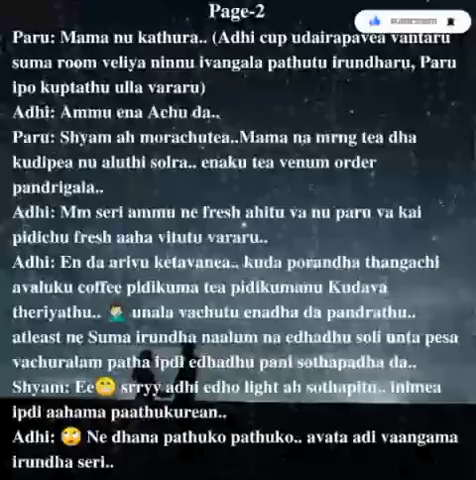 Page-2
Paru: Mama nu kathura.. (Adhi cup udairapavea vantaru
suma room veliya ninnu ivangala pathutu irundharu, Paru
ipo kuptathu ulla vararu)
Adhi: Ammu ena Achu da..
Paru: Shyam ah morachutea..Mama na mrng tea dha
kudipea nu aluthi solra.. enaku tea venum order
pandrigala..
Adhi: Mm seri ammu ne fresh ahitu va nu paru va kai
pidichu fresh aaha vitutu vararu..
Adhi: En da arivu ketavanea.. kuda porandha thangachi
avaluku coffee pldikuma tea pidikumanu Kudava
theriyathu.. 🤦🏻‍♂️ unala vachutu enadha da pandrathu..
atleast ne Suma irundha naalum na edhadhu soli unta pesa
vachuralam patha ipdi edhadhu pani sothapadha da..
Shyam: Ee😁 srryy adhi edho light ah sothapitu.. inimea
ipdi aahama paathukurean..
Adhi: 🙄 Ne dhana pathuko pathuko.. avata adi vaangama
irundha seri..